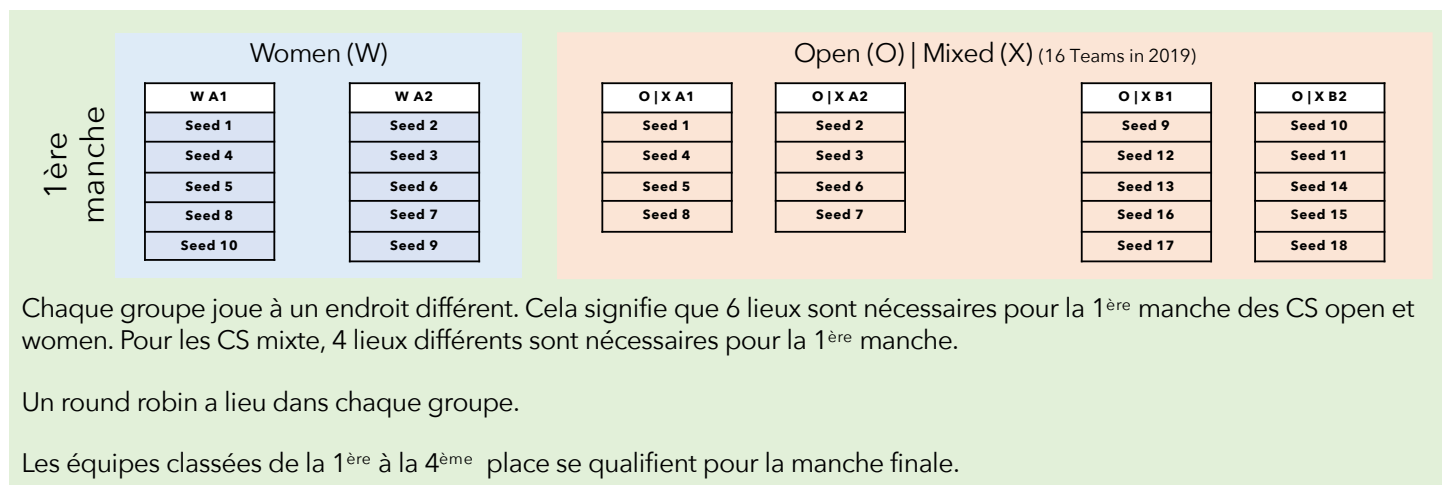 1ère
manche
Women (W)
W A1
Seed 1
Seed 4
Seed 5
Seed 8
Seed 10
W A2
Seed 2
Seed 3
Seed 6
Seed 7
Seed 9
Open (O) | Mixed (X) (16 Teams in 2019)
O | X A1
Seed 1
Seed 4
Seed 5
Seed 8
O | X A2
Seed 2
Seed 3
Seed 6
Seed 7
O | X B1
Seed 9
Seed 12
Seed 13
Seed 16
Seed 17
O | X B2
Seed 10
Seed 11
Seed 14
Seed 15
Seed 18
Chaque groupe joue à un endroit différent. Cela signifie que 6 lieux sont nécessaires pour la 1ère manche des CS open et
women. Pour les CS mixte, 4 lieux différents sont nécessaires pour la 1ère manche.
Un round robin a lieu dans chaque groupe.
Les équipes classées de la 1ère à la 4ème place se qualifient pour la manche finale.